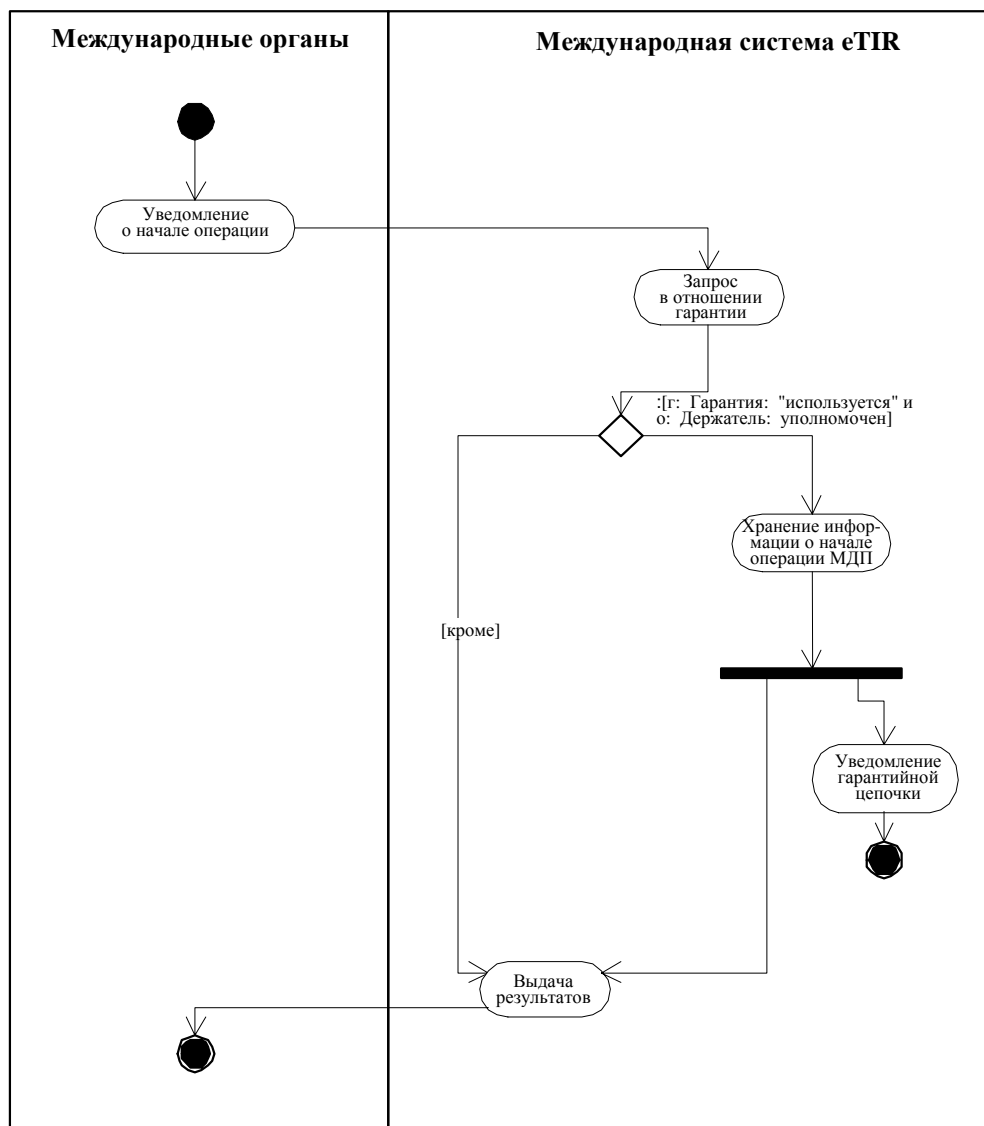 Международные органы
Международная система eTIR
Уведомление
о начале операции
Запрос
в отношении
гарантии
:[г: Гарантия: "используется" и
о: Держатель: уполномочен]
Хранение инфор-
мации о начале
операции МДП
[кроме]
Уведомление
гарантийной
цепочки
Выдача
результатов